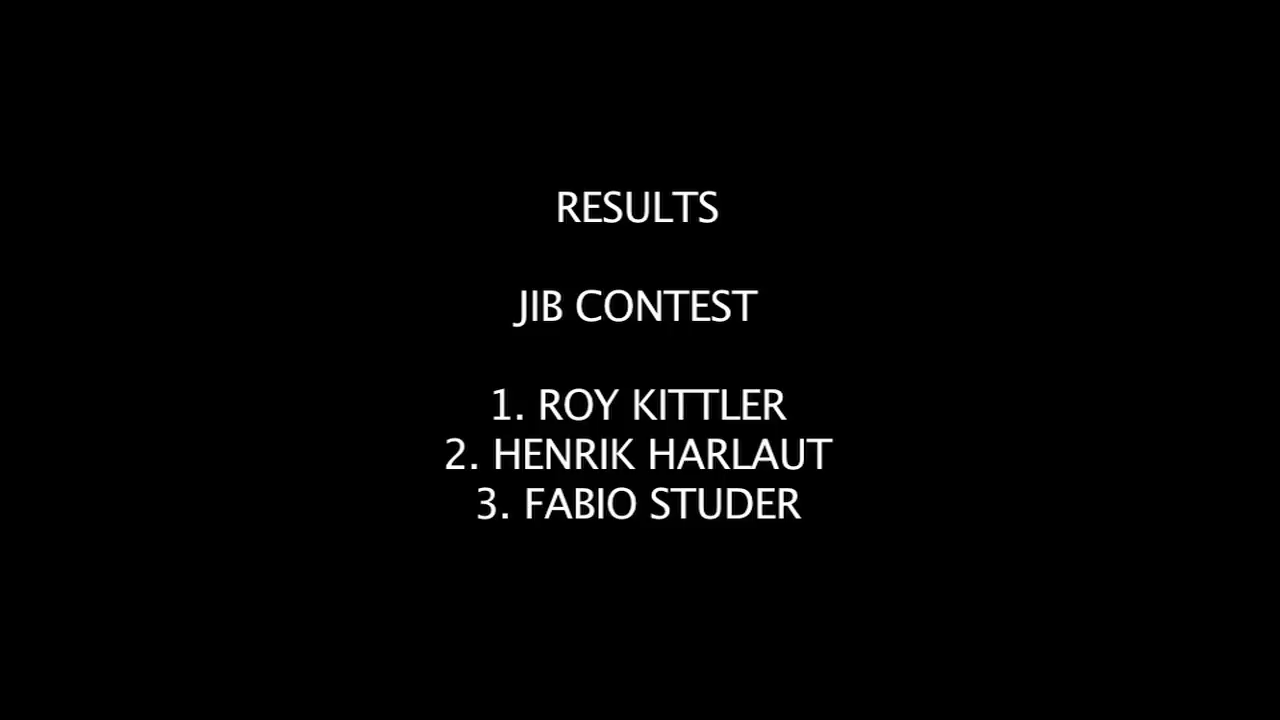 RESULTS
JIB CONTEST
1. ROY KITTLER
2. HENRIK HARLAUT
3. FABIO STUDER